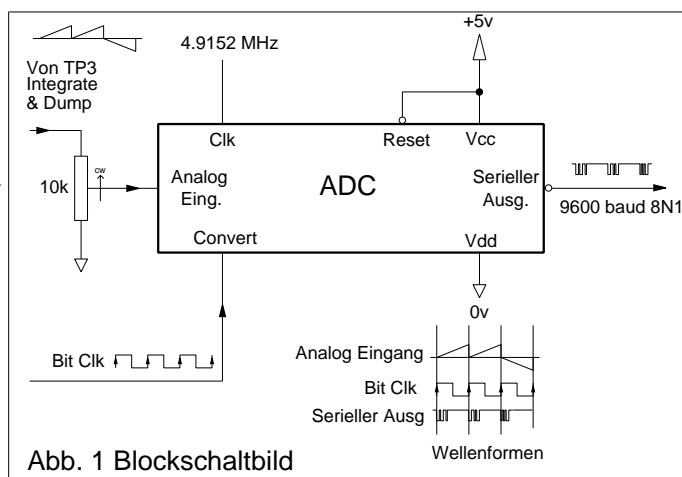 +5v
4.9152 MHz
Von TP3
Integrate
& Dump
Clk
Reset
Vcc
cw
10k
Analog
Eing.
ADC
Serieller
Ausg.
9600 baud 8N1
Convert
Vdd
0v
Analog Eingang
Bit Clk
Bit Clk
Serieller Ausg
Wellenformen
Abb. 1 Blockschaltbild